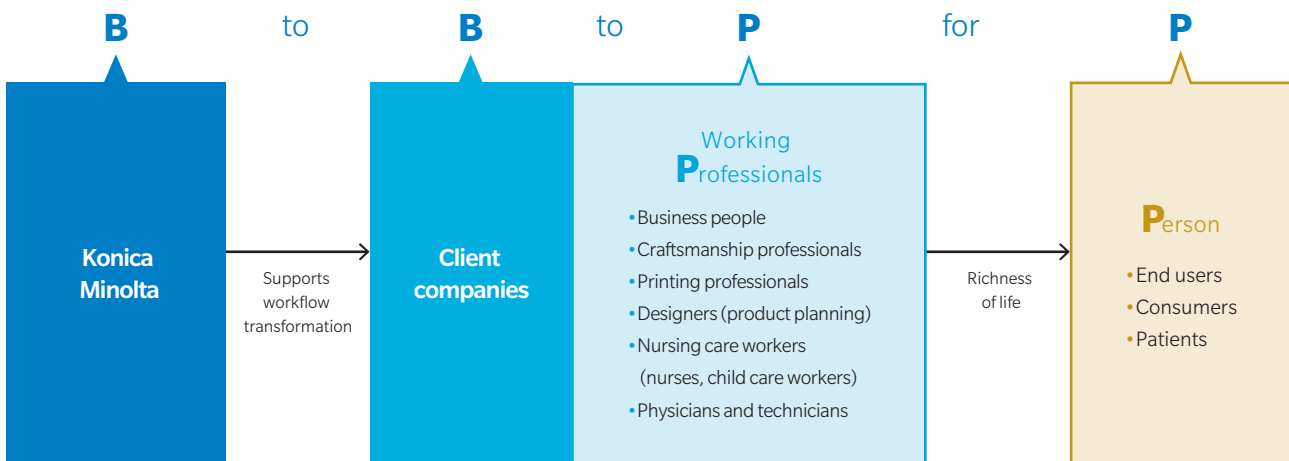 B to B to P for P
Konica
Minolta
Supports
workflow
transformation
Client
companies
Working
Professionals
•Business people
•Craftsmanship professionals
•Printing professionals
•Designers (product planning)
•Nursing care workers
(nurses, child care workers)
•Physicians and technicians
Richness
of life
Person
•End users
•Consumers
•Patients